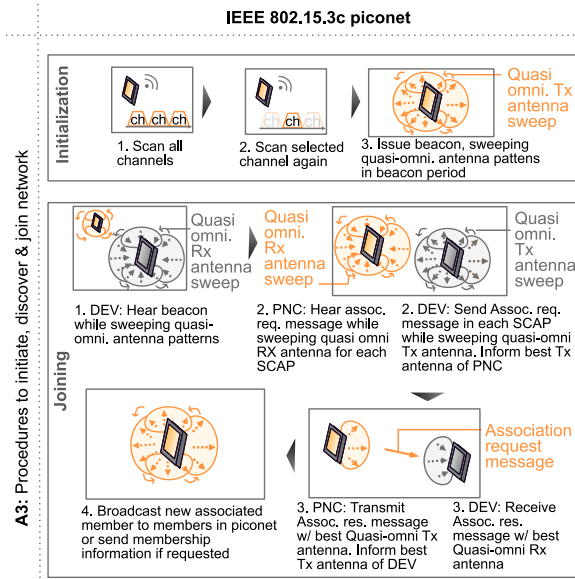 IEEE 802.15.3c piconet
A3: Procedures to initiate, discover & join network
Initialization
ch ch ch
1. Scan all
channels
ch ch ch
2. Scan selected
channel again
Quasi
omni. Tx
antenna
sweep
3. Issue beacon, sweeping
quasi-omni. antenna pattens
in beacon period
Joining
Quasi
omni.
Rx
antenna
sweep
1. DEV: Hear beacon
while sweeping quasi-
omni. antenna patterns
Quasi
omni.
Rx
antenna
sweep
2. PNC: Hear assoc.
req. message while
sweeping quasi omni
RX antenna for each
SCAP
Quasi
omni.
Tx
antenna
sweep
2. DEV: Send Assoc. req.
message in each SCAP
while sweeping quasi-omni
Tx antenna. Inform best Tx
antenna of PNC
Association
request
message
3. PNC: Transmit
Assoc. res. message
w/ best Quasi-omni Tx
antenna. Inform best
Tx antenna of DEV
3. DEV: Receive
Assoc. res.
message w/ best
Quasi-omni Rx
antenna
4. Broadcast new associated
member to members in piconet
or send membership
information if requested